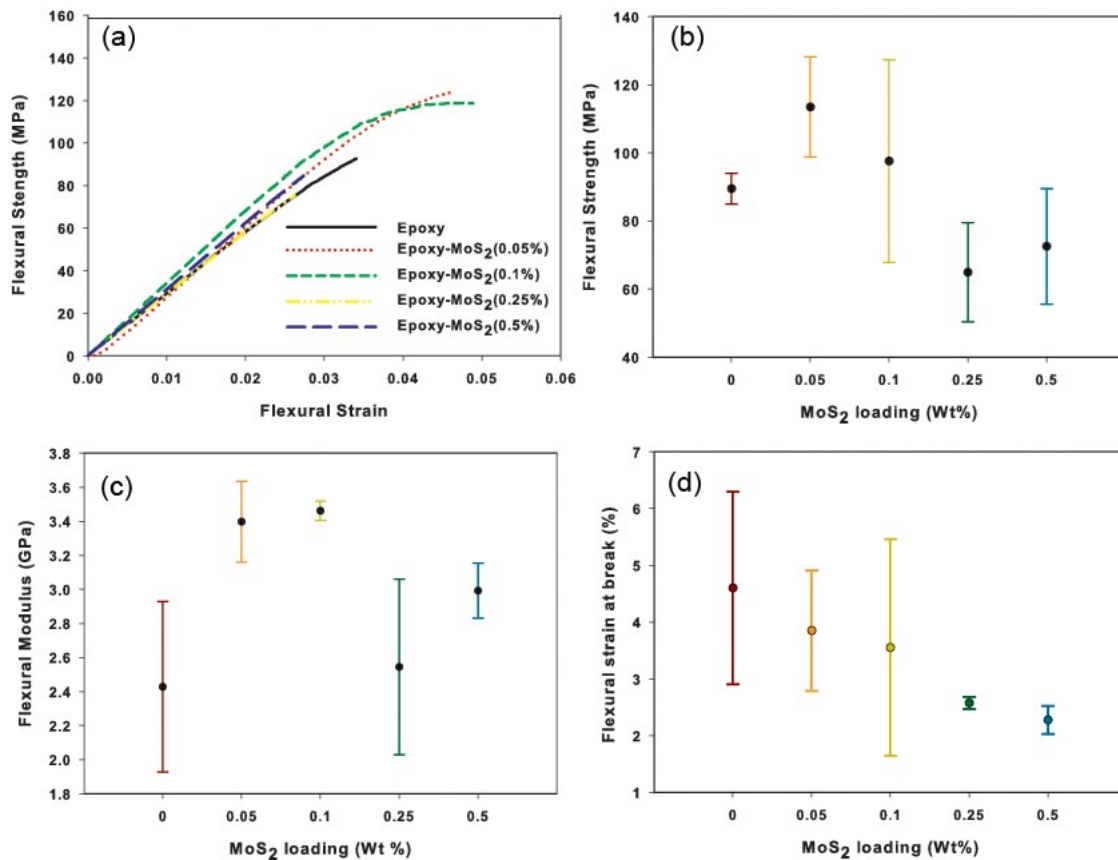 (a)
Flexural Stength (MPa)
160
140
120
100
80
60
40
20
0
Epoxy
Epoxy-MoS2(0.05%)
Epoxy-MoS2(0.1%)
Epoxy-MoS2(0.25%)
Epoxy-MoS2(0.5%)
0.00 0.01 0.02 0.03 0.04 0.05 0.06
Flexural Strain
(b)
Flexural Strength (MPa)
140
120
100
80
60
40
0 0.05 0.1 0.25 0.5
MoS2 loading (Wt%)
(c)
Flexural Modulus (GPa)
3.8
3.6
3.4
3.2
3.0
2.8
2.6
2.4
2.2
2.0
1.8
0 0.05 0.1 0.25 0.5
MoS2 loading (Wt %)
(d)
Flexural strain at break (%)
7
6
5
4
3
2
1
0 0.05 0.1 0.25 0.5
MoS2 loading (Wt%)